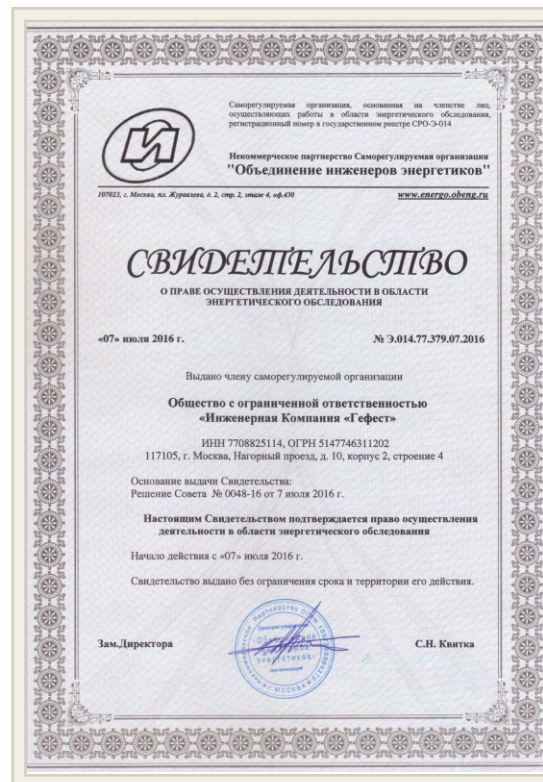 Саморегулируемая организация, основанная на членстве лиц,
осуществляющих работы в области энергетического обследования,
регистрационный номер в государственном реестре СРО-Э-014
Некоммерческое партнерство Саморегулируемая организация
"Объединение инженеров энергетиков"
107023, г. Москва, пл. Журавлева, д. 2, стр. 2, этаж 4, оф.430
www.energo.obeng.ru
СВИДЕТЕЛЬСТВО
О ПРАВЕ ОСУЩЕСТВЛЕНИЯ ДЕЯТЕЛЬНОСТИ В ОБЛАСТИ
ЭНЕРГЕТИЧЕСКОГО ОБСЛЕДОВАНИЯ
«07» июля 2016 г.
№ Э.014.77.379.07.2016
Выдано члену саморегулируемой организации
Общество с ограниченной ответственностью
«Инженерная Компания «Гефест»
ИНН 7708825114, ОГРН 5147746311202
117105, г. Москва, Нагорный проезд, д. 10, корпус 2, строение 4
Основание выдачи Свидетельства:
Решение Совета № 0048-16 от 7 июля 2016 г.
Настоящим Свидетельством подтверждается право осуществления
деятельности в области энергетического обследования
Начало действия с «07» июля 2016 г.
Свидетельство выдано без ограничения срока и территории его действия.
Зам.Директора
С.Н. Квитка